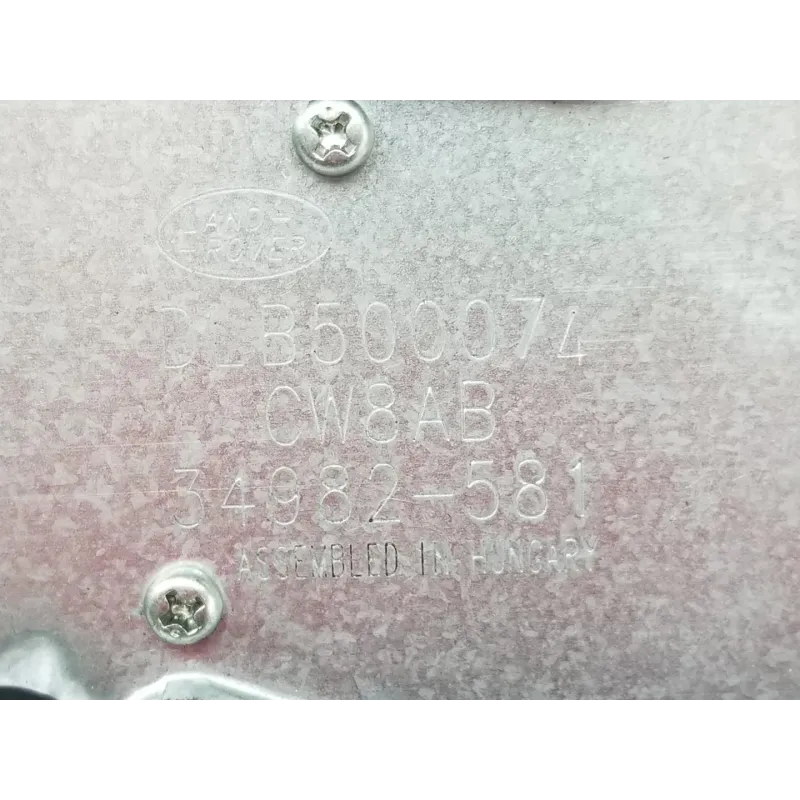 LAND-
-ROVER
DLB500074
CW8AB
34982-581
ASSEMBLED IN HUNGARY